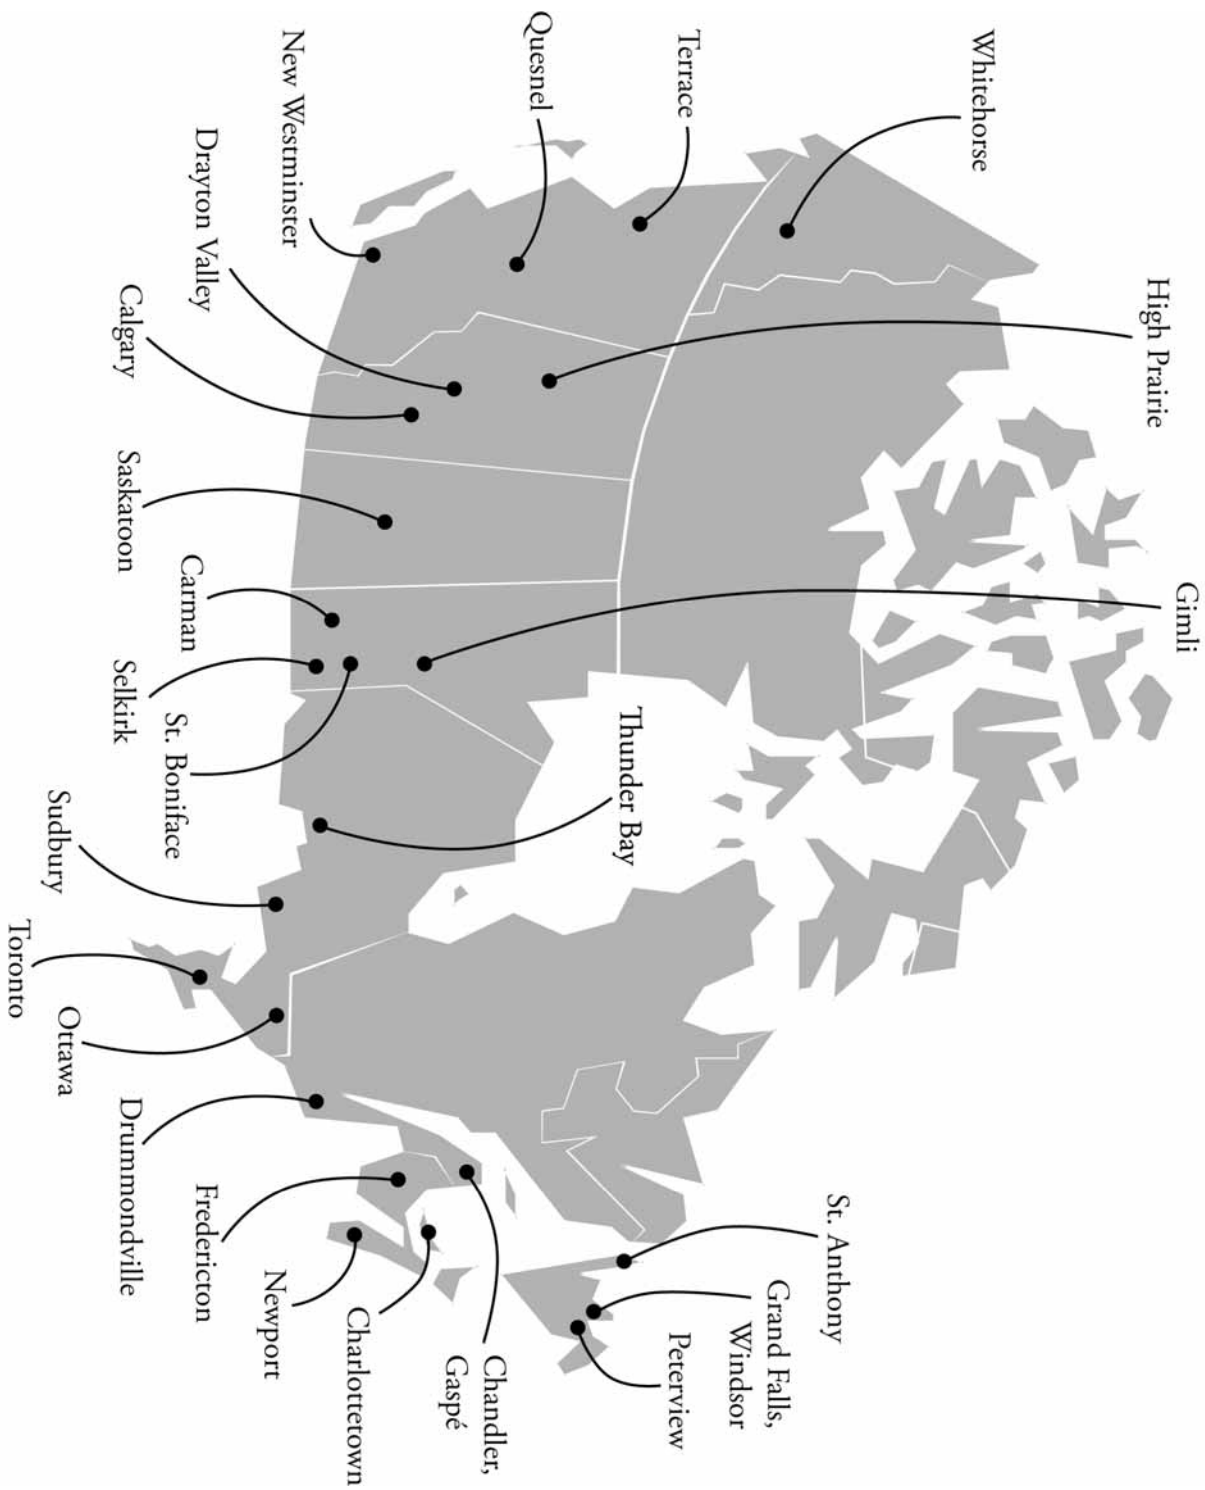 Whitehorse
Terrace
Quesnel
New Westminster
Drayton Valley
Calgary
High Prairie
Saskatoon
Carman
Gimli
Selkirk
St. Boniface
Thunder Bay
Sudbury
Toronto
Ottawa
Drummondville
Fredericton
Newport
Charlottetown
Chandler,
Gaspé
St. Anthony
Grand Falls,
Windsor
Peterview